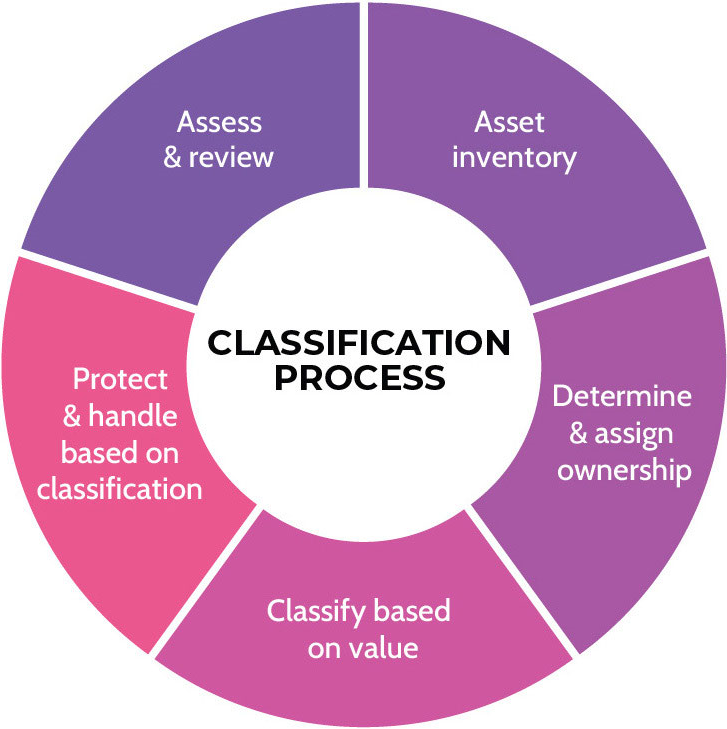 CLASSIFICATION
PROCESS
Asset
inventory
Determine
& assign
ownership
Classify based
on value
Protect
& handle
based on
classification
Assess
& review